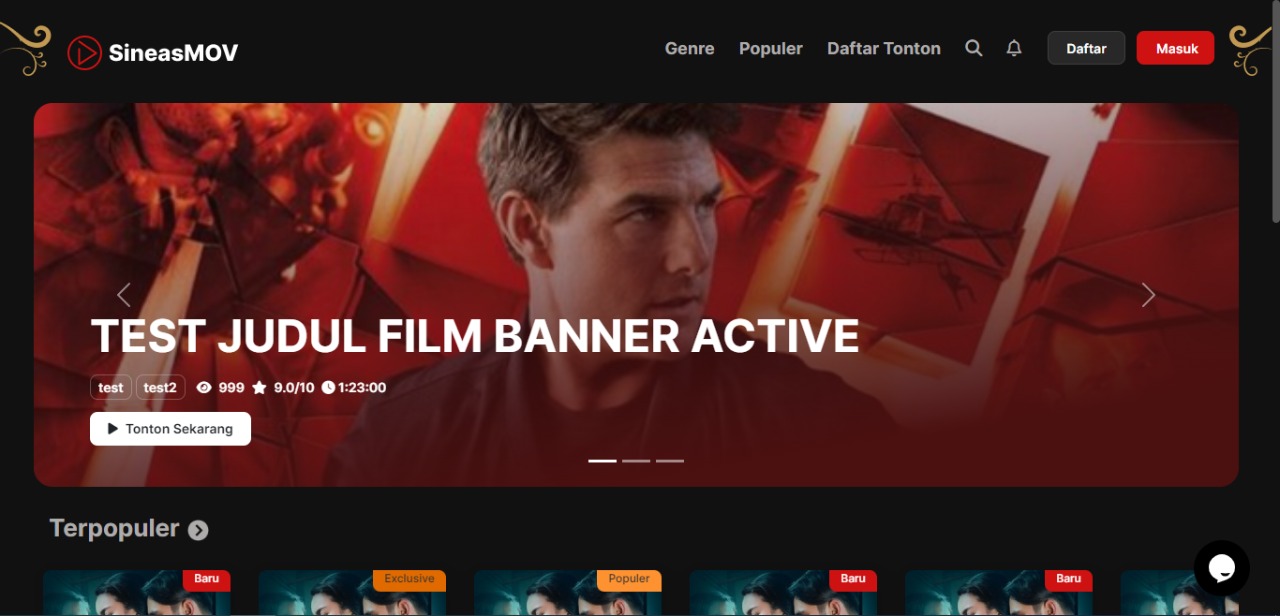 SineasMOV
Genre Populer Daftar Tonton Daftar Masuk
TEST JUDUL FILM BANNER ACTIVE
test test2 999 9.0/10 1:23:00
Tonton Sekarang
Terpopuler
Baru Exclusive Populer Baru Baru